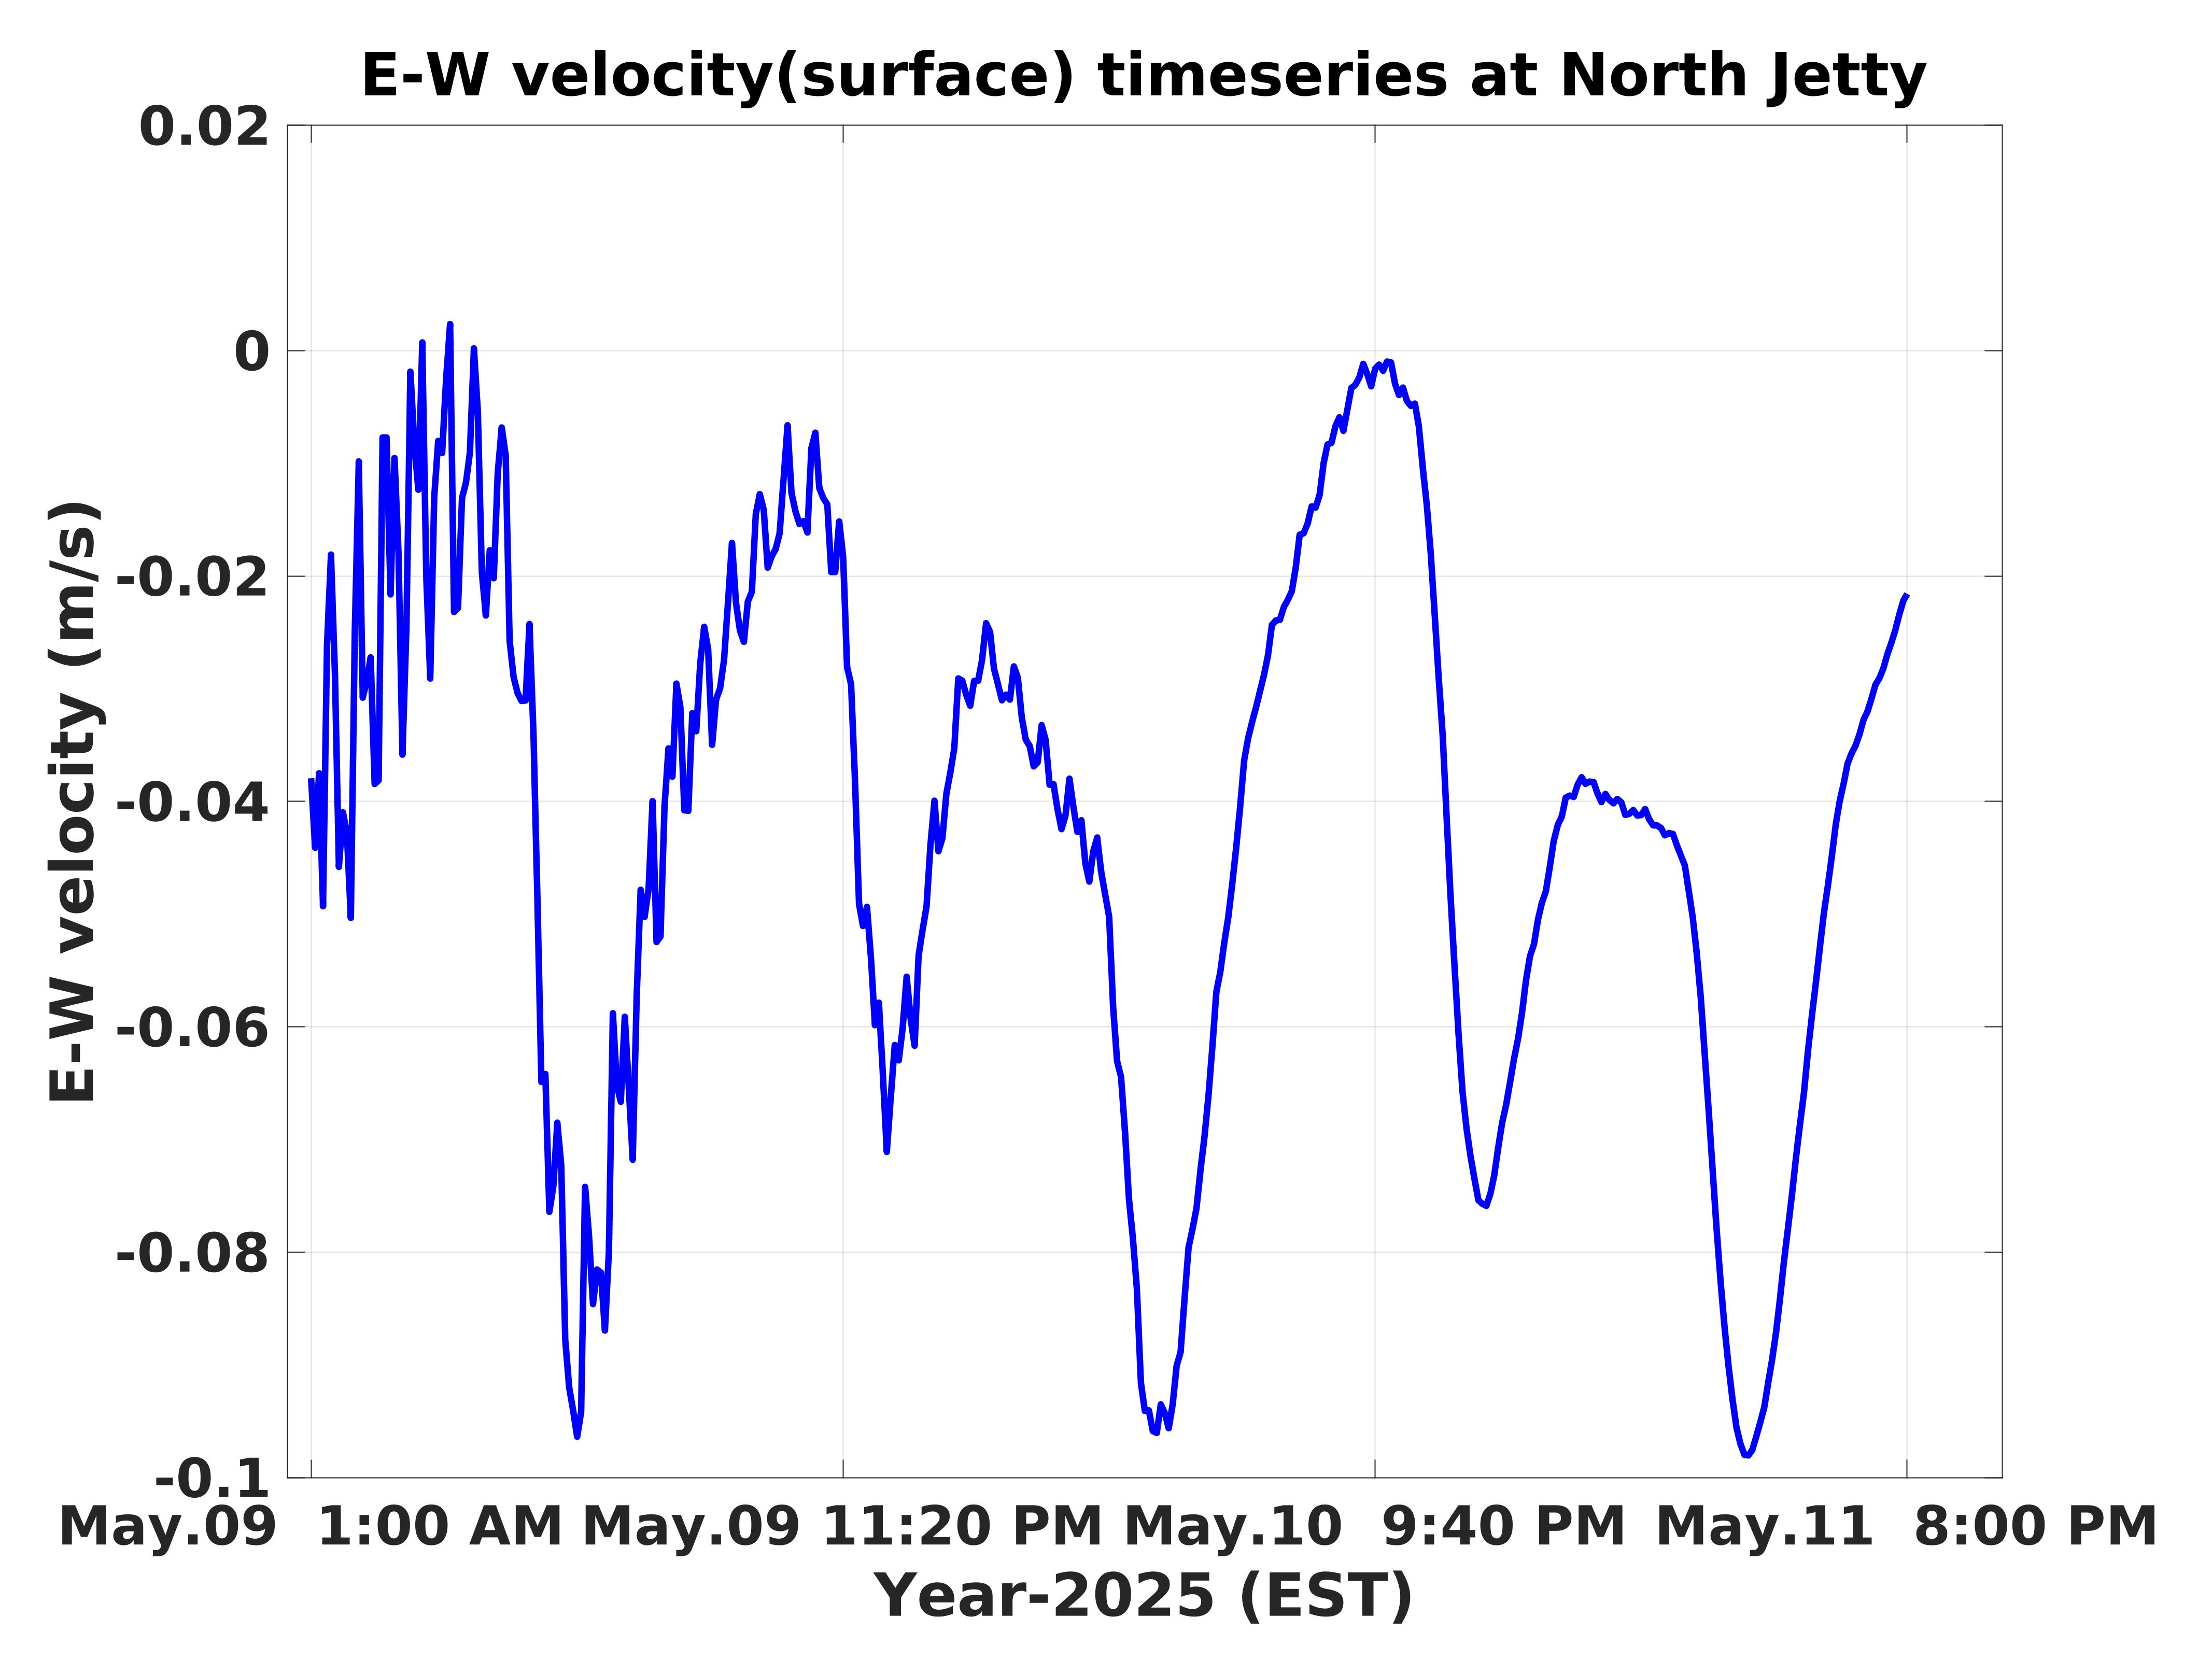 E-W velocity(surface) timeseries at North Jetty
E-W velocity (m/s)
0.02
0
-0.02
-0.04
-0.06
-0.08
-0.1
May.09 1:00 AM May.09 11:20 PM May.10 9:40 PM May.11 8:00 PM
Year-2025 (EST)